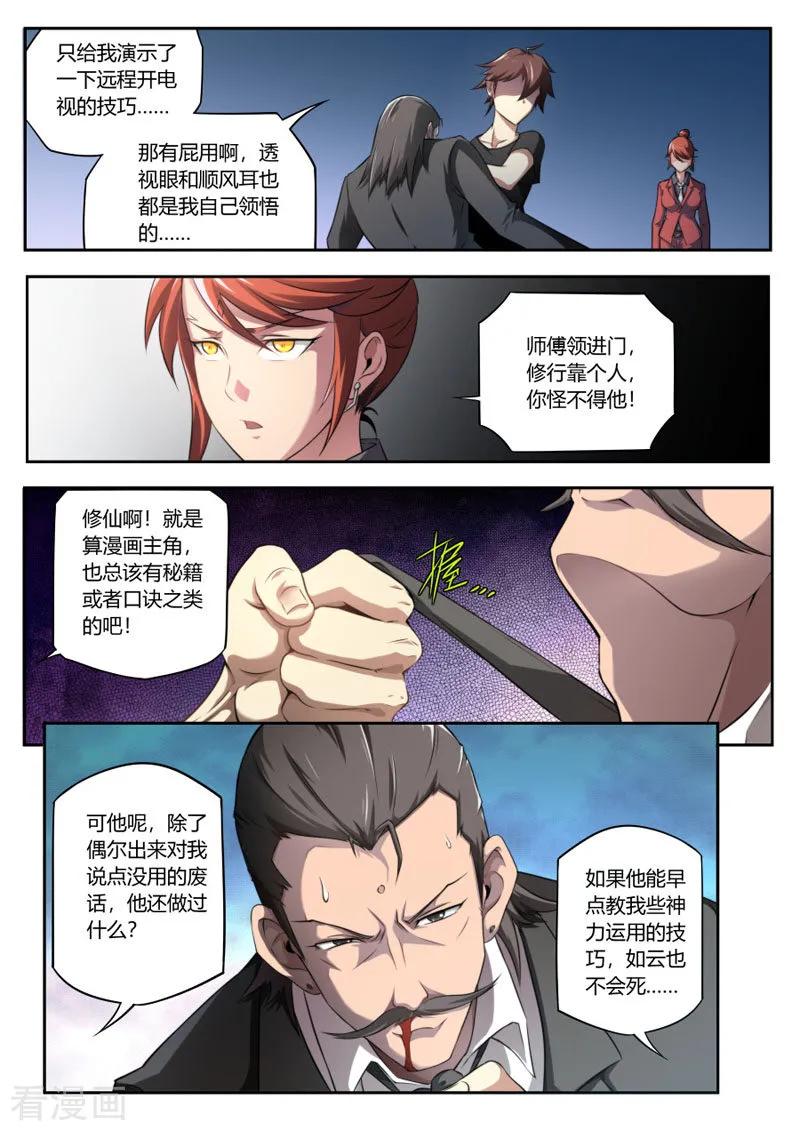 只给我演示了
一下远程开电
视的技巧……
那有屁用啊，透
视眼和顺风耳也
都是我自己领悟
的……
师傅领进门，
修行靠个人，
你怪不得他！
修仙啊！就是
算漫画主角，
也总该有秘籍
或者口诀之类
的吧！
握…
可他呢，除了
偶尔出来对我
说点没用的废
话，他还做过
什么？
如果他能早
点教我些神
力运用的技
巧，如云也
不会死……
看漫画